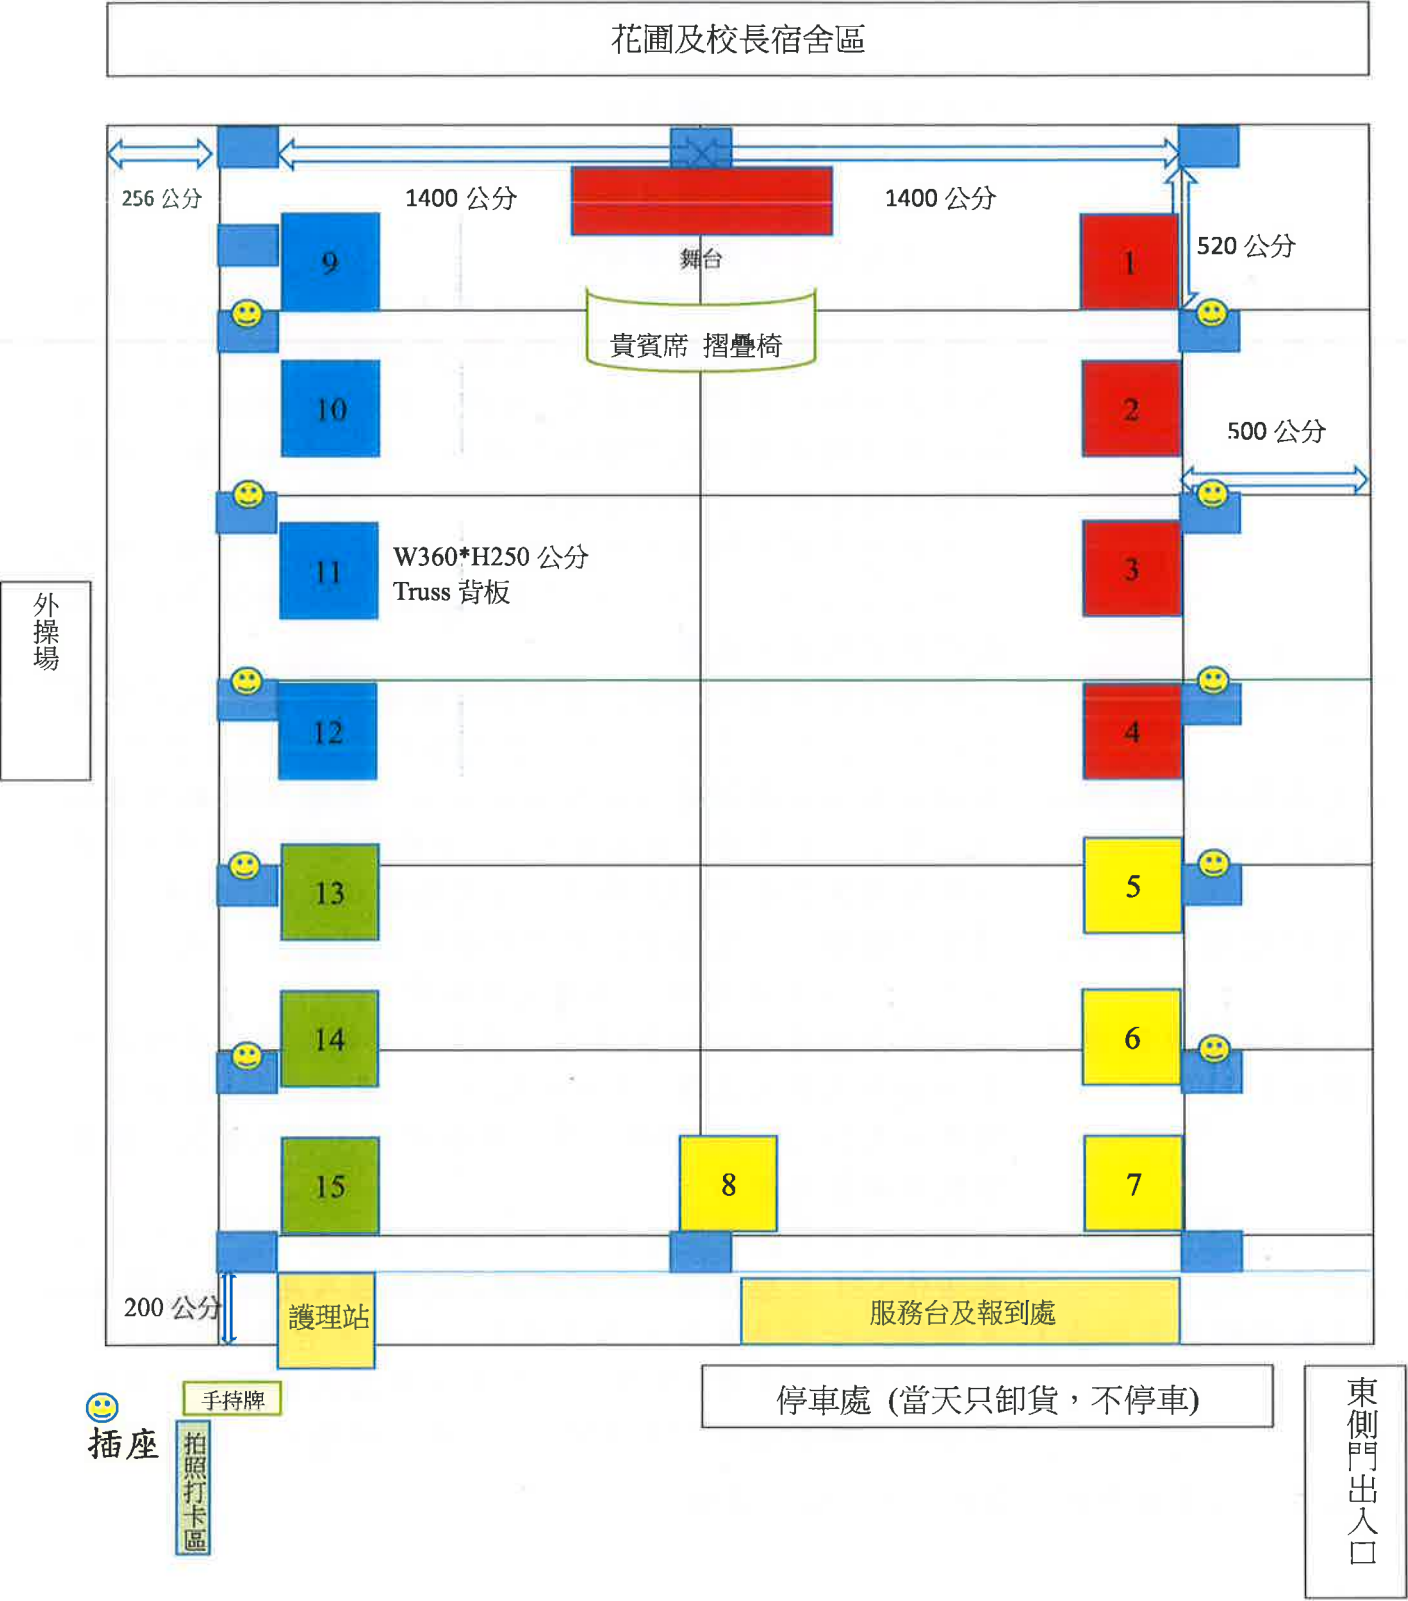 花圃及校長宿舍區
256 公分
1400 公分
1400 公分
舞台
520 公分
9
1
貴賓席 摺疊椅
10
2
500 公分
11
W360*H250 公分
Truss 背板
3
外操場
12
4
13
5
14
6
15
8
7
200 公分
護理站
服務台及報到處
手持牌
插座
拍照打卡區
停車處 (當天只卸貨，不停車)
東側門出入口